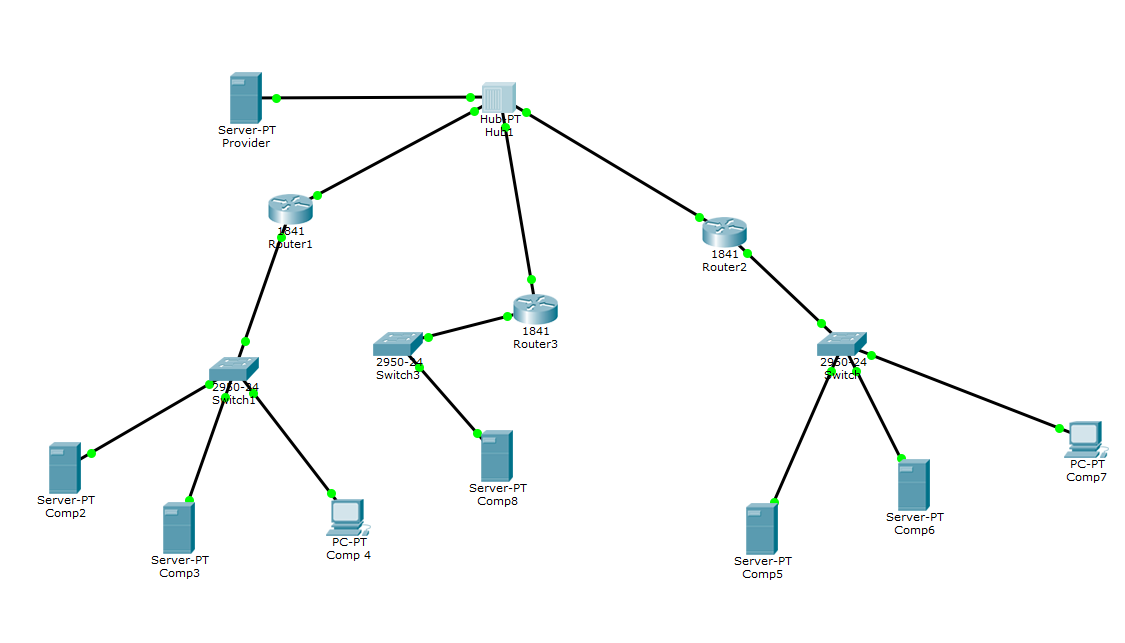 Server-PT
Provider
Hub-PT
Hub1
1841
Router1
1841
Router2
1841
Router3
2950-24
Switch3
2950-24
Switch1
2950-24
Switch
Server-PT
Comp2
Server-PT
Comp3
PC-PT
Comp 4
Server-PT
Comp8
Server-PT
Comp5
Server-PT
Comp6
PC-PT
Comp7